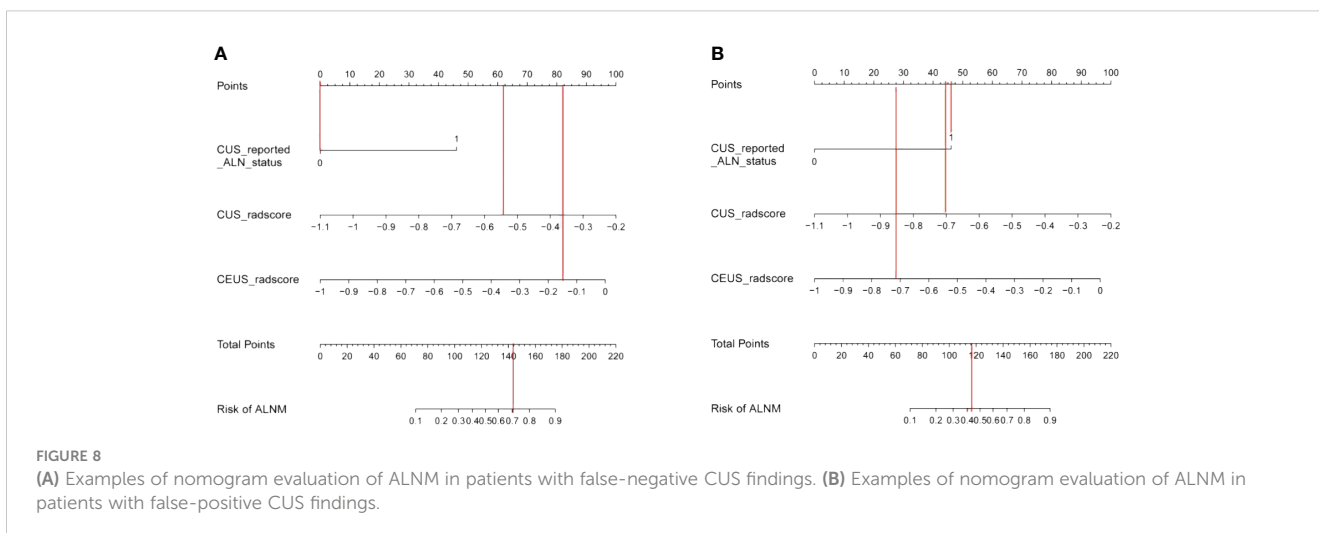 A
Points
0 10 20 30 40 50 60 70 80 90 100
CUS_reported
_ALN_status
0
1
CUS_radscore
−1.1 −1 −0.9 −0.8 −0.7 −0.6 −0.5 −0.4 −0.3 −0.2
CEUS_radscore
−1 −0.9 −0.8 −0.7 −0.6 −0.5 −0.4 −0.3 −0.2 −0.1 0
Total Points
0 20 40 60 80 100 120 140 160 180 200 220
Risk of ALNM
0.1 0.2 0.3 0.4 0.5 0.6 0.7 0.8 0.9
B
Points
0 10 20 30 40 50 60 70 80 90 100
CUS_reported
_ALN_status
0
1
CUS_radscore
−1.1 −1 −0.9 −0.8 −0.7 −0.6 −0.5 −0.4 −0.3 −0.2
CEUS_radscore
−1 −0.9 −0.8 −0.7 −0.6 −0.5 −0.4 −0.3 −0.2 −0.1 0
Total Points
0 20 40 60 80 100 120 140 160 180 200 220
Risk of ALNM
0.1 0.2 0.3 0.4 0.5 0.6 0.7 0.8 0.9
FIGURE 8
(A) Examples of nomogram evaluation of ALNM in patients with false-negative CUS findings. (B) Examples of nomogram evaluation of ALNM in
patients with false-positive CUS findings.